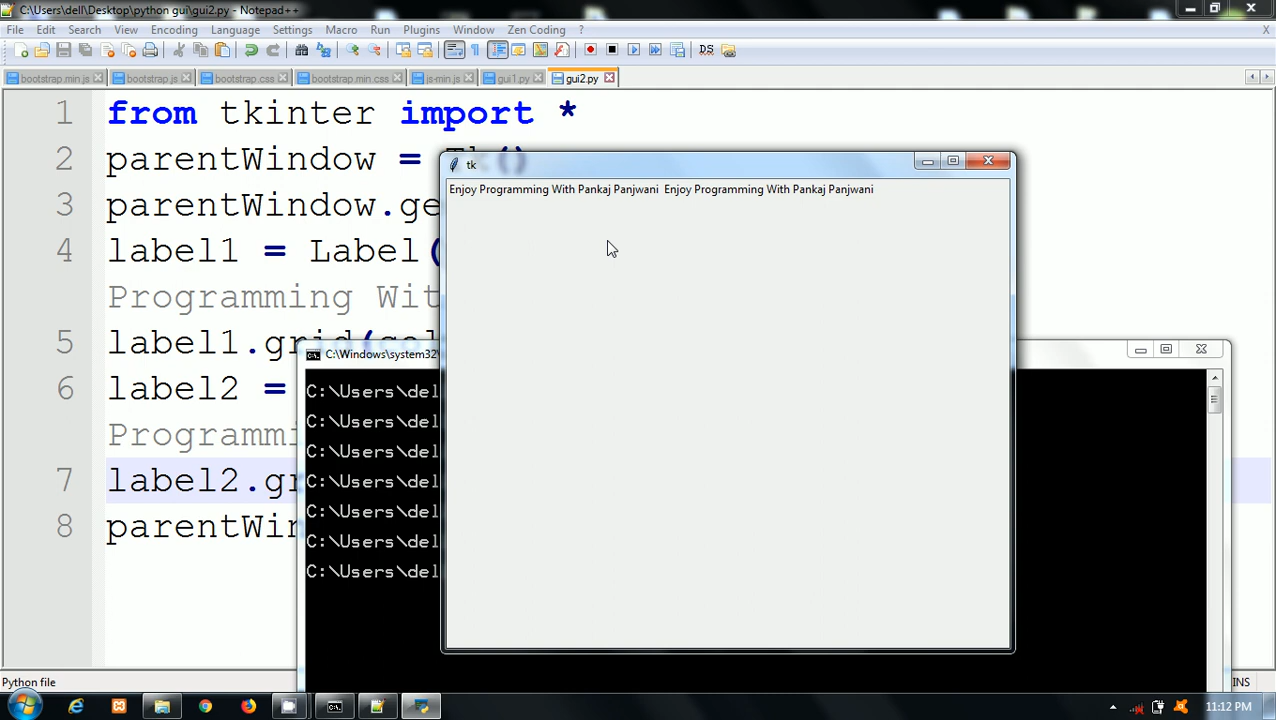 C:\Users\dell\Desktop\python gui\gui2.py - Notepad++
File Edit Search View Encoding Language Settings Macro Run Plugins Window Zen Coding ? X
bootstrap.min.js bootstrap.js bootstrap.css bootstrap.min.css js-min.js gui1.py gui2.py
1 from tkinter import *
2 parentWindow = Tk()
3 parentWindow.ge
4 label1 = Label(
Programming Wit
5 label1.grid(col
6 label2 =
Programmi
7 label2.gr
8 parentWin
tk
Enjoy Programming With Pankaj Panjwani Enjoy Programming With Pankaj Panjwani
C:\Windows\system32\
C:\Users\del
C:\Users\del
C:\Users\del
C:\Users\del
C:\Users\del
C:\Users\del
C:\Users\del
Python file INS
11:12 PM